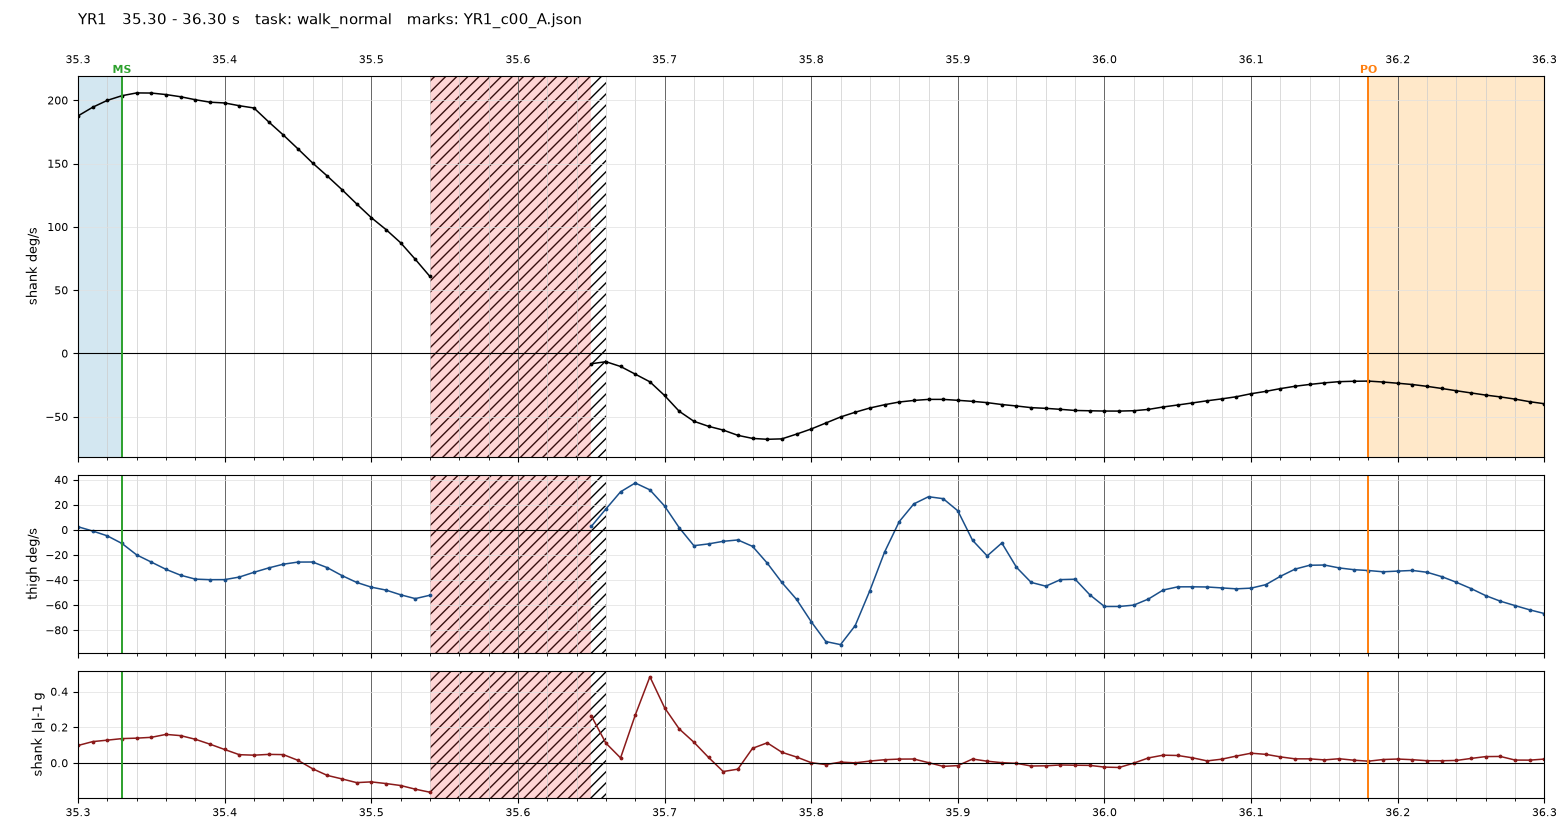 YR1   35.30 - 36.30 s   task: walk_normal   marks: YR1_c00_A.json
35.3 35.4 35.5 35.6 35.7 35.8 35.9 36.0 36.1 36.2 36.3
MS PO
shank deg/s
200
150
100
50
0
−50
thigh deg/s
40
20
0
−20
−40
−60
−80
shank |a|-1 g
0.4
0.2
0.0
35.3 35.4 35.5 35.6 35.7 35.8 35.9 36.0 36.1 36.2 36.3